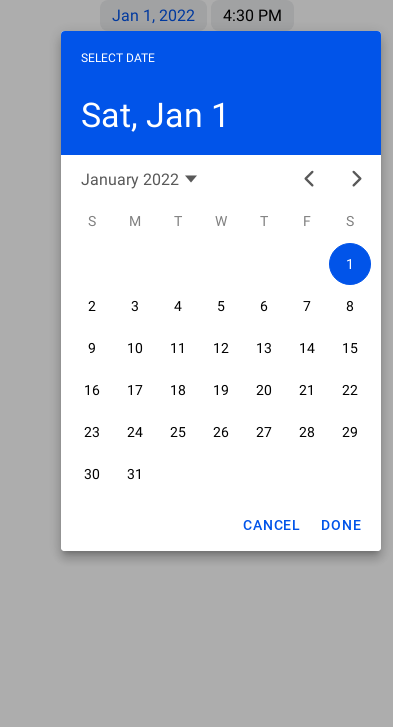 Jan 1, 2022 4:30 PM
SELECT DATE
Sat, Jan 1
January 2022
S M T W T F S
1
2 3 4 5 6 7 8
9 10 11 12 13 14 15
16 17 18 19 20 21 22
23 24 25 26 27 28 29
30 31
CANCEL DONE